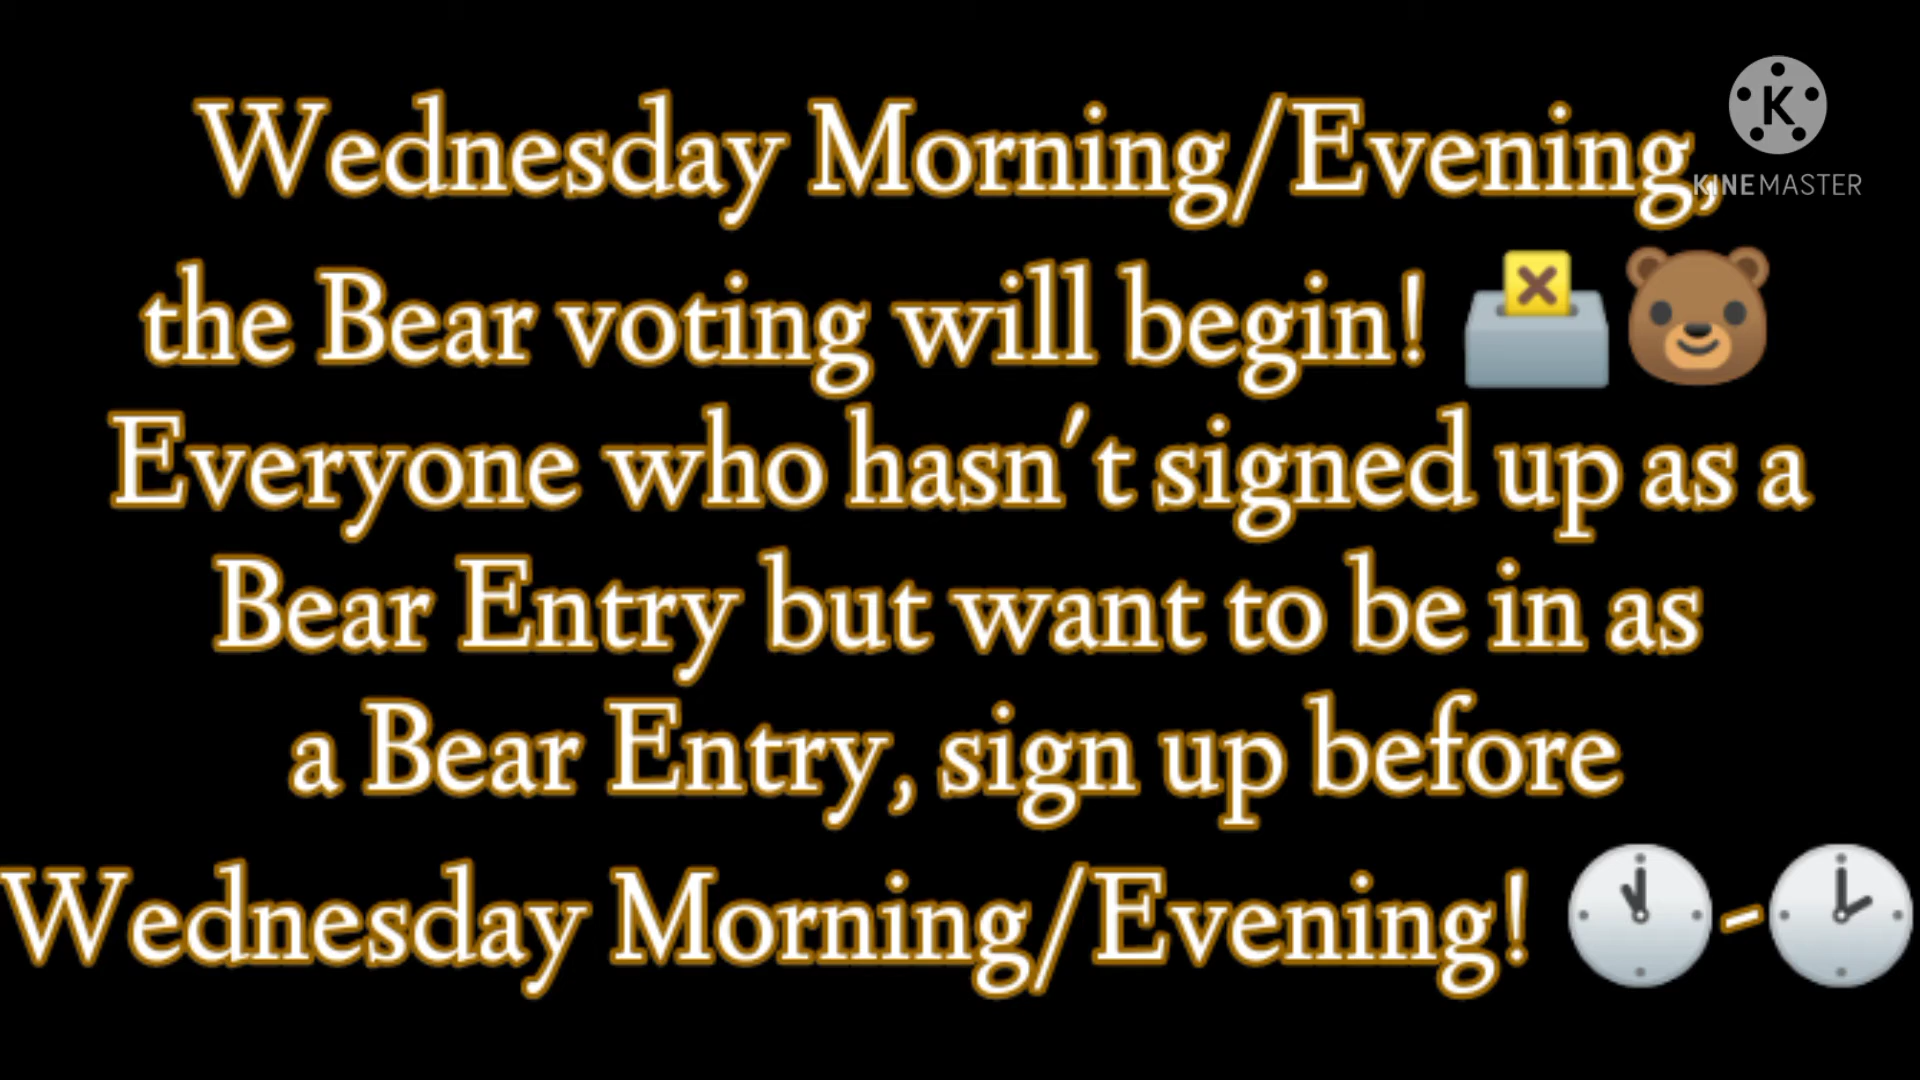 Wednesday Morning/Evening,
the Bear voting will begin! 🗳️🐻
Everyone who hasn't signed up as a
Bear Entry but want to be in as
a Bear Entry, sign up before
Wednesday Morning/Evening! 🕚-🕑
K
KINEMASTER